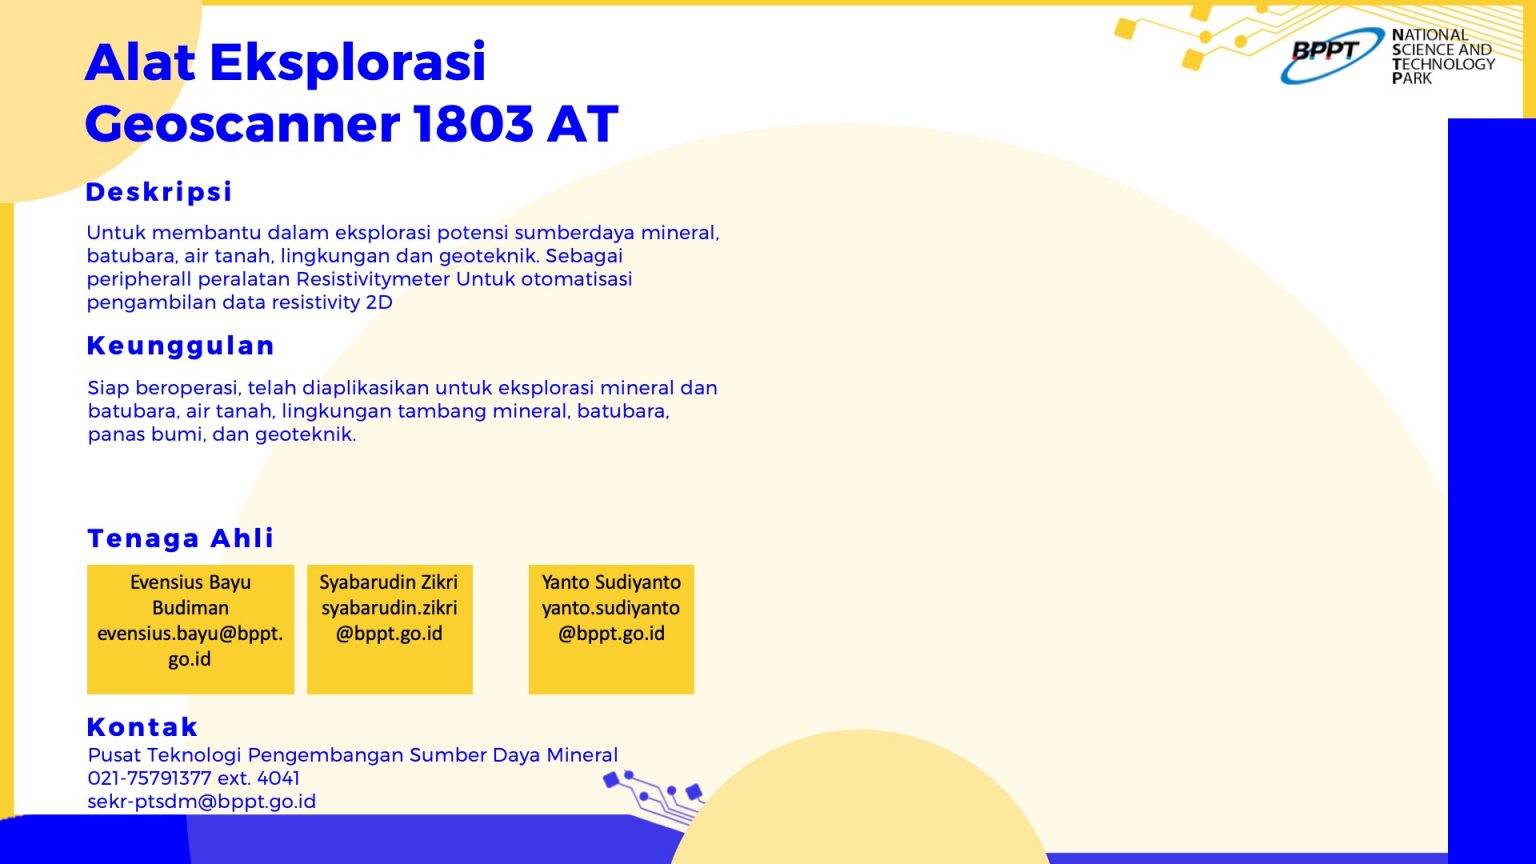 Alat Eksplorasi
Geoscanner 1803 AT
BPPT
NATIONAL
SCIENCE AND
TECHNOLOGY
PARK
Deskripsi
Untuk membantu dalam eksplorasi potensi sumberdaya mineral,
batubara, air tanah, lingkungan dan geoteknik. Sebagai
peripherall peralatan Resistivitymeter Untuk otomatisasi
pengambilan data resistivity 2D
Keunggulan
Siap beroperasi, telah diaplikasikan untuk eksplorasi mineral dan
batubara, air tanah, lingkungan tambang mineral, batubara,
panas bumi, dan geoteknik.
Tenaga Ahli
Evensius Bayu
Budiman
evensius.bayu@bppt.
go.id
Syabarudin Zikri
syabarudin.zikri
@bppt.go.id
Yanto Sudiyanto
yanto.sudiyanto
@bppt.go.id
Kontak
Pusat Teknologi Pengembangan Sumber Daya Mineral
021-75791377 ext. 4041
sekr-ptsdm@bppt.go.id